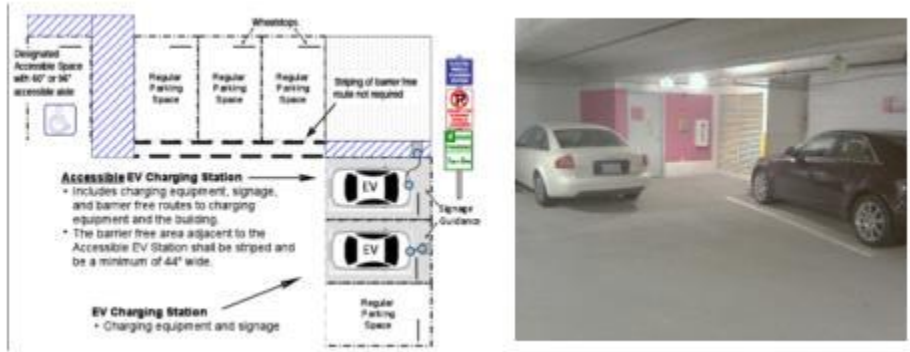 Wheelstops
Designated
Accessible Space
with 60" or 96"
accessible aisle
Regular
Parking
Space
Regular
Parking
Space
Regular
Parking
Space
Striping of barrier free
route not required
Accessible EV Charging Station
• Includes charging equipment, signage,
and barrier free routes to charging
equipment and the building.
• The barrier free area adjacent to the
Accessible EV Station shall be striped and
be a minimum of 44" wide.
EV
EV
Signage
Guidance
EV Charging Station
• Charging equipment and signage
Regular
Parking
Space